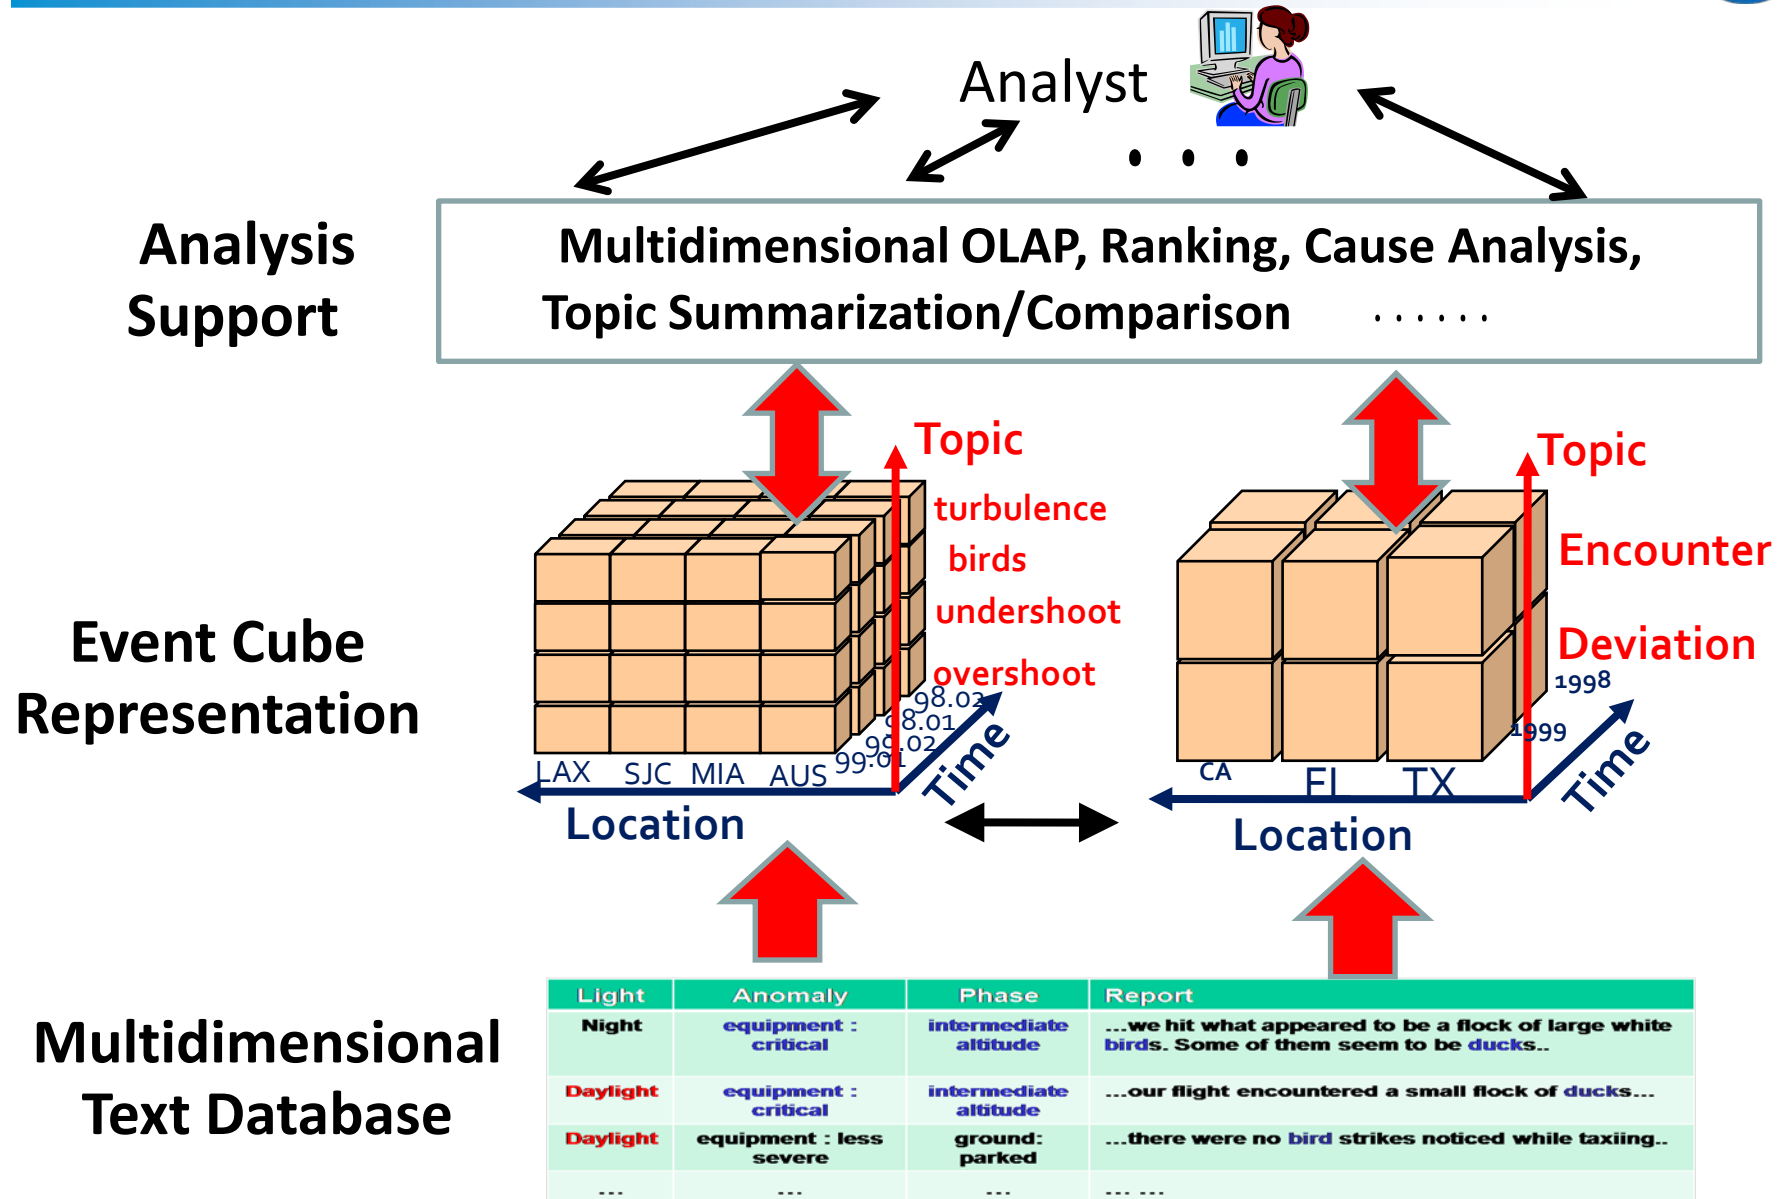 Analyst
. . .
Analysis
Support
Multidimensional OLAP, Ranking, Cause Analysis,
Topic Summarization/Comparison ......
Event Cube
Representation
Topic
turbulence
birds
undershoot
overshoot
98.02
98.01
99.02
99.01
Time
LAX SJC MIA AUS
Location
Topic
Encounter
Deviation
1998
1999
Time
CA FL TX
Location
Multidimensional
Text Database
Light Anomaly Phase Report
Night equipment : critical intermediate altitude ...we hit what appeared to be a flock of large white birds. Some of them seem to be ducks..
Daylight equipment : critical intermediate altitude ...our flight encountered a small flock of ducks...
Daylight equipment : less severe ground: parked ...there were no bird strikes noticed while taxiing..
... ... ... ... ...